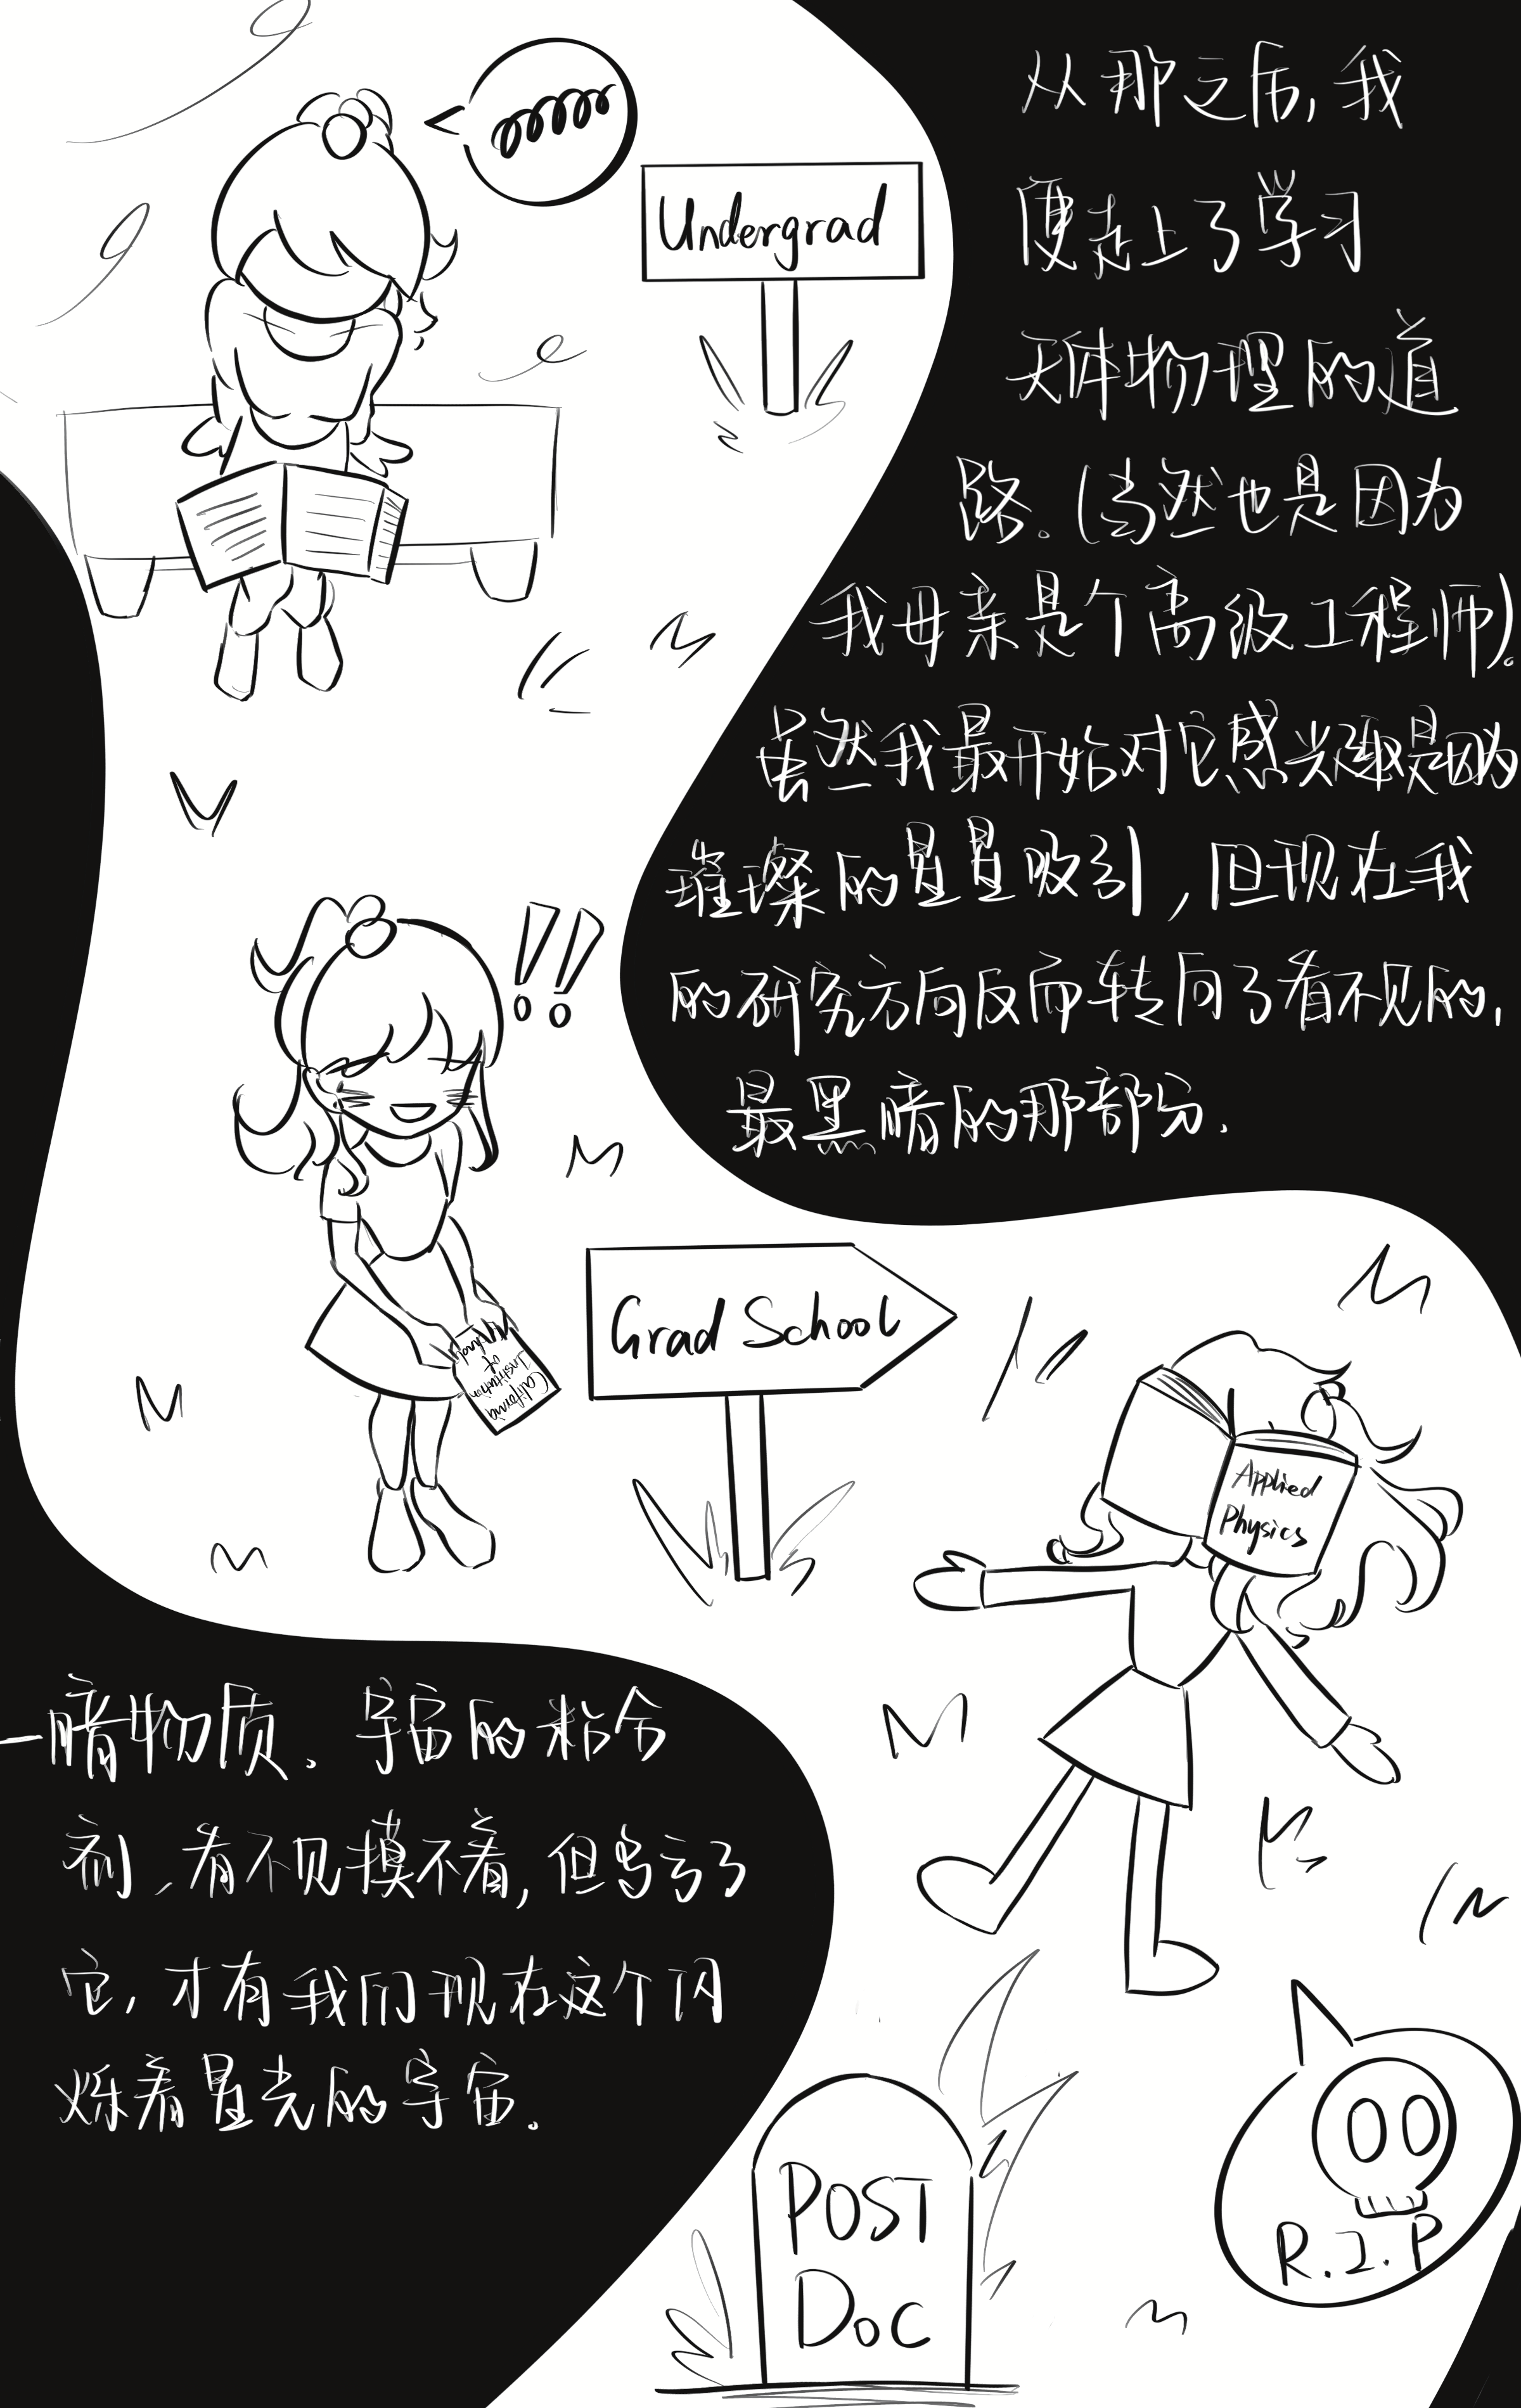 Undergrad
从那之后,我
便走上了学习
天体物理的道
路.(当然也是因为
我母亲是个高级工程师)。
虽然我最开始对它感兴趣是因为
璀璨的星星吸引,但现在我
的研究方向反而转向了看不见的,
最黑暗的那部分.
California
Institution
of
Grad School
Applied
Physics
—暗物质.宇宙的粘合
剂,看不见摸不着,但多亏了
它,才有我们现在这个闪
烁着星光的宇宙.
POST
DOC
R.I.P